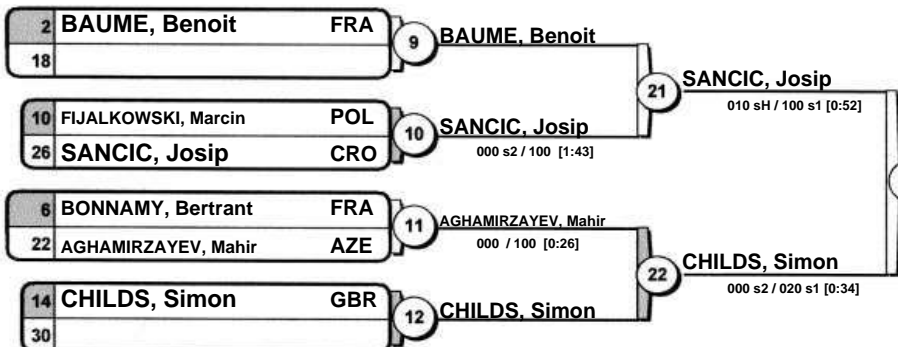 2 BAUME, Benoit FRA
18
9 BAUME, Benoit
10 FIJALKOWSKI, Marcin POL
26 SANCIC, Josip CRO
10 SANCIC, Josip
000 s2 / 100 [1:43]
21 SANCIC, Josip
010 sH / 100 s1 [0:52]
6 BONNAMY, Bertrant FRA
22 AGHAMIRZAYEV, Mahir AZE
11 AGHAMIRZAYEV, Mahir
000 / 100 [0:26]
14 CHILDS, Simon GBR
30
12 CHILDS, Simon
22 CHILDS, Simon
000 s2 / 020 s1 [0:34]